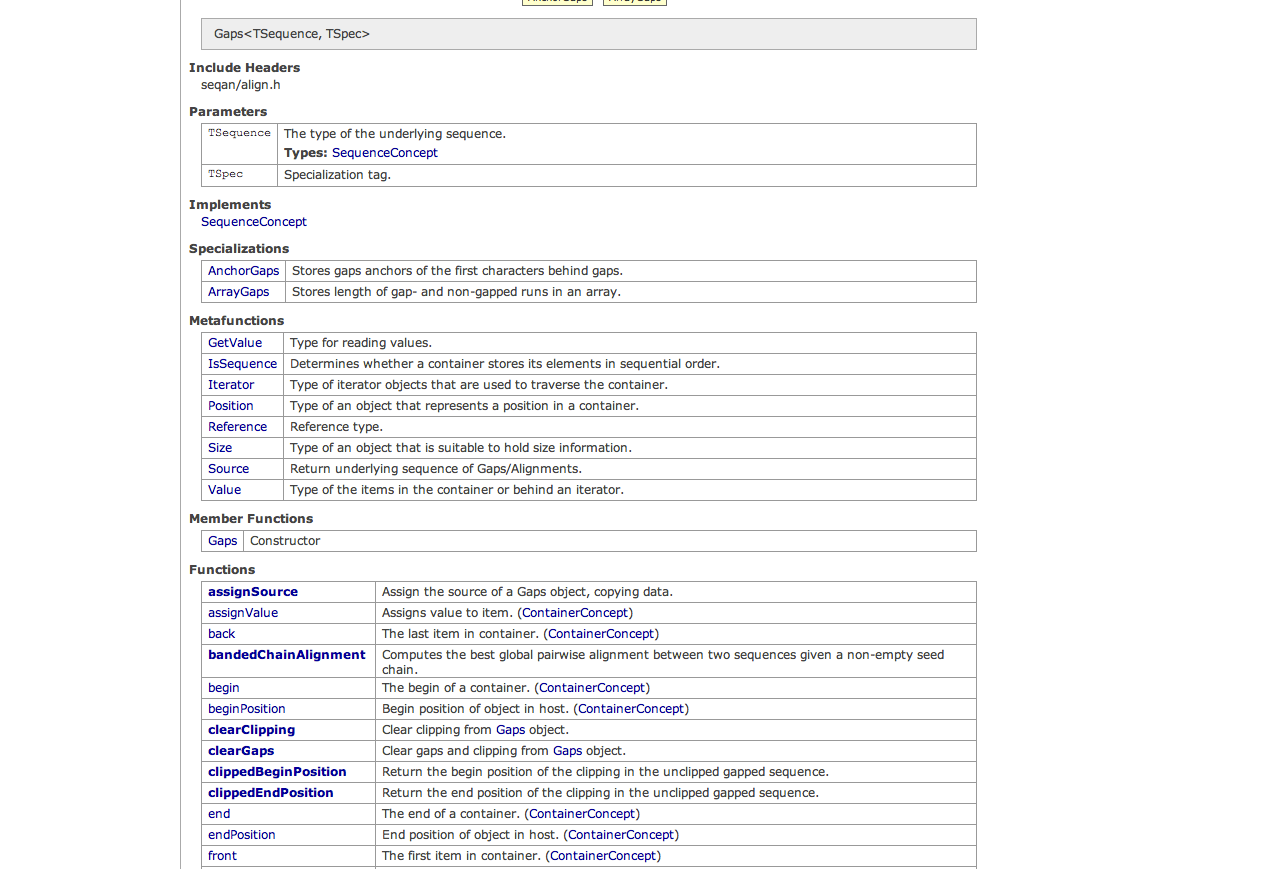 Gaps<TSequence, TSpec>
Include Headers
seqan/align.h
Parameters
TSequence The type of the underlying sequence.
Types: SequenceConcept
TSpec Specialization tag.
Implements
SequenceConcept
Specializations
AnchorGaps Stores gaps anchors of the first characters behind gaps.
ArrayGaps Stores length of gap- and non-gapped runs in an array.
Metafunctions
GetValue Type for reading values.
IsSequence Determines whether a container stores its elements in sequential order.
Iterator Type of iterator objects that are used to traverse the container.
Position Type of an object that represents a position in a container.
Reference Reference type.
Size Type of an object that is suitable to hold size information.
Source Return underlying sequence of Gaps/Alignments.
Value Type of the items in the container or behind an iterator.
Member Functions
Gaps Constructor
Functions
assignSource Assign the source of a Gaps object, copying data.
assignValue Assigns value to item. (ContainerConcept)
back The last item in container. (ContainerConcept)
bandedChainAlignment Computes the best global pairwise alignment between two sequences given a non-empty seed
chain.
begin The begin of a container. (ContainerConcept)
beginPosition Begin position of object in host. (ContainerConcept)
clearClipping Clear clipping from Gaps object.
clearGaps Clear gaps and clipping from Gaps object.
clippedBeginPosition Return the begin position of the clipping in the unclipped gapped sequence.
clippedEndPosition Return the end position of the clipping in the unclipped gapped sequence.
end The end of a container. (ContainerConcept)
endPosition End position of object in host. (ContainerConcept)
front The first item in container. (ContainerConcept)